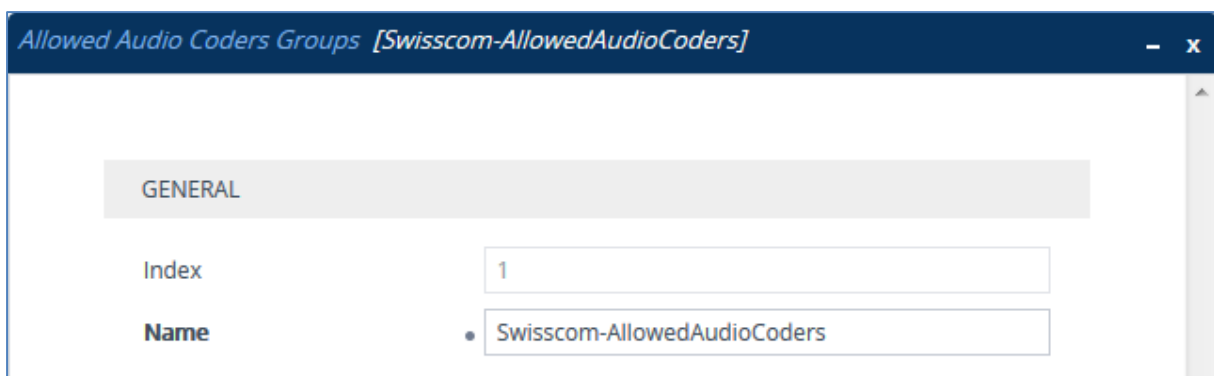 Allowed Audio Coders Groups [Swisscom-AllowedAudioCoders] – x
GENERAL
Index 1
Name • Swisscom-AllowedAudioCoders